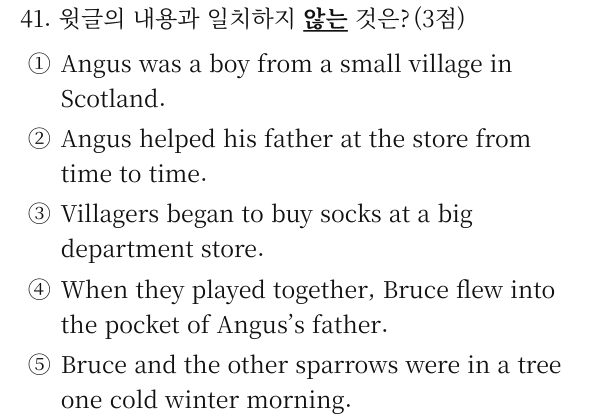 41. 윗글의 내용과 일치하지 않는 것은?(3점)
① Angus was a boy from a small village in
Scotland.
② Angus helped his father at the store from
time to time.
③ Villagers began to buy socks at a big
department store.
④ When they played together, Bruce flew into
the pocket of Angus’s father.
⑤ Bruce and the other sparrows were in a tree
one cold winter morning.